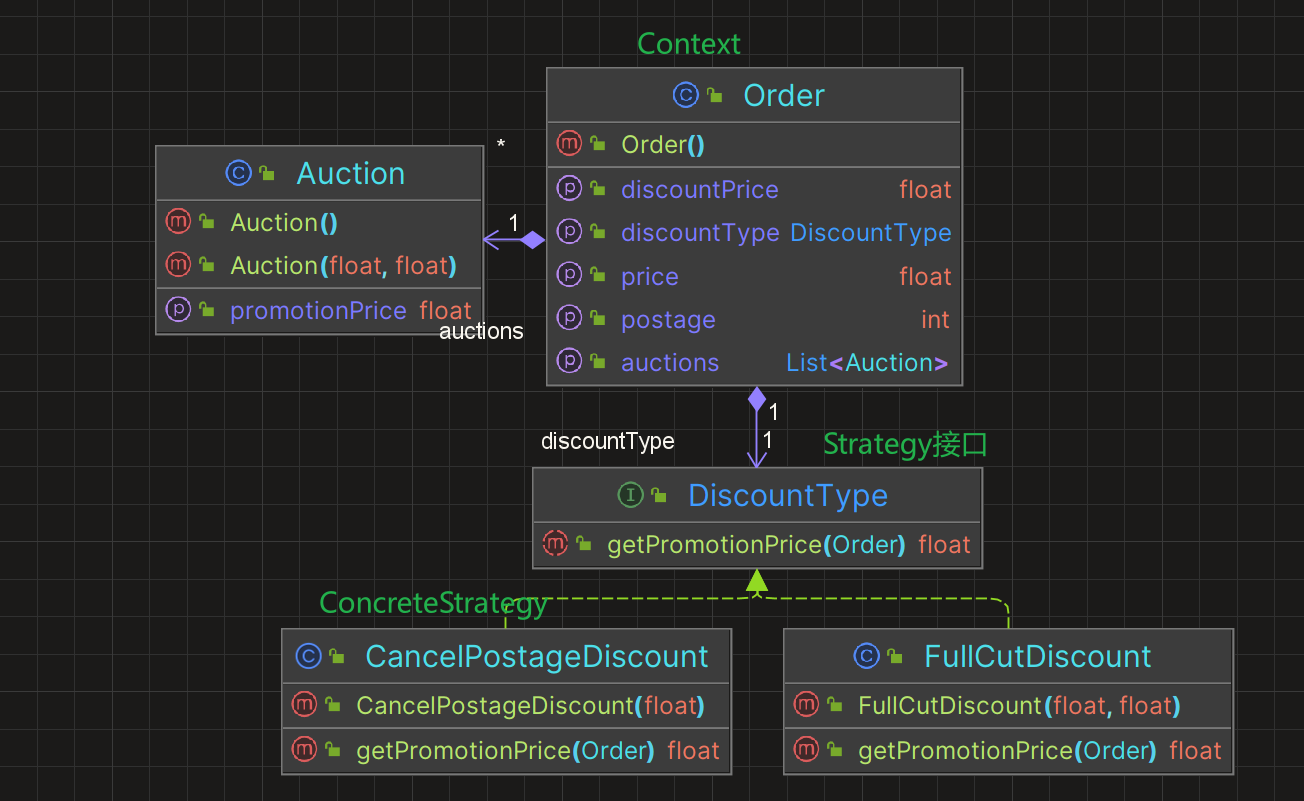 Context
Order
Order()
discountPrice float
discountType DiscountType
price float
postage int
auctions List<Auction>
*
1
Auction
Auction()
Auction(float, float)
promotionPrice float
auctions
1
1
discountType
Strategy接口
DiscountType
getPromotionPrice(Order) float
ConcreteStrategy
CancelPostageDiscount
CancelPostageDiscount(float)
getPromotionPrice(Order) float
FullCutDiscount
FullCutDiscount(float, float)
getPromotionPrice(Order) float